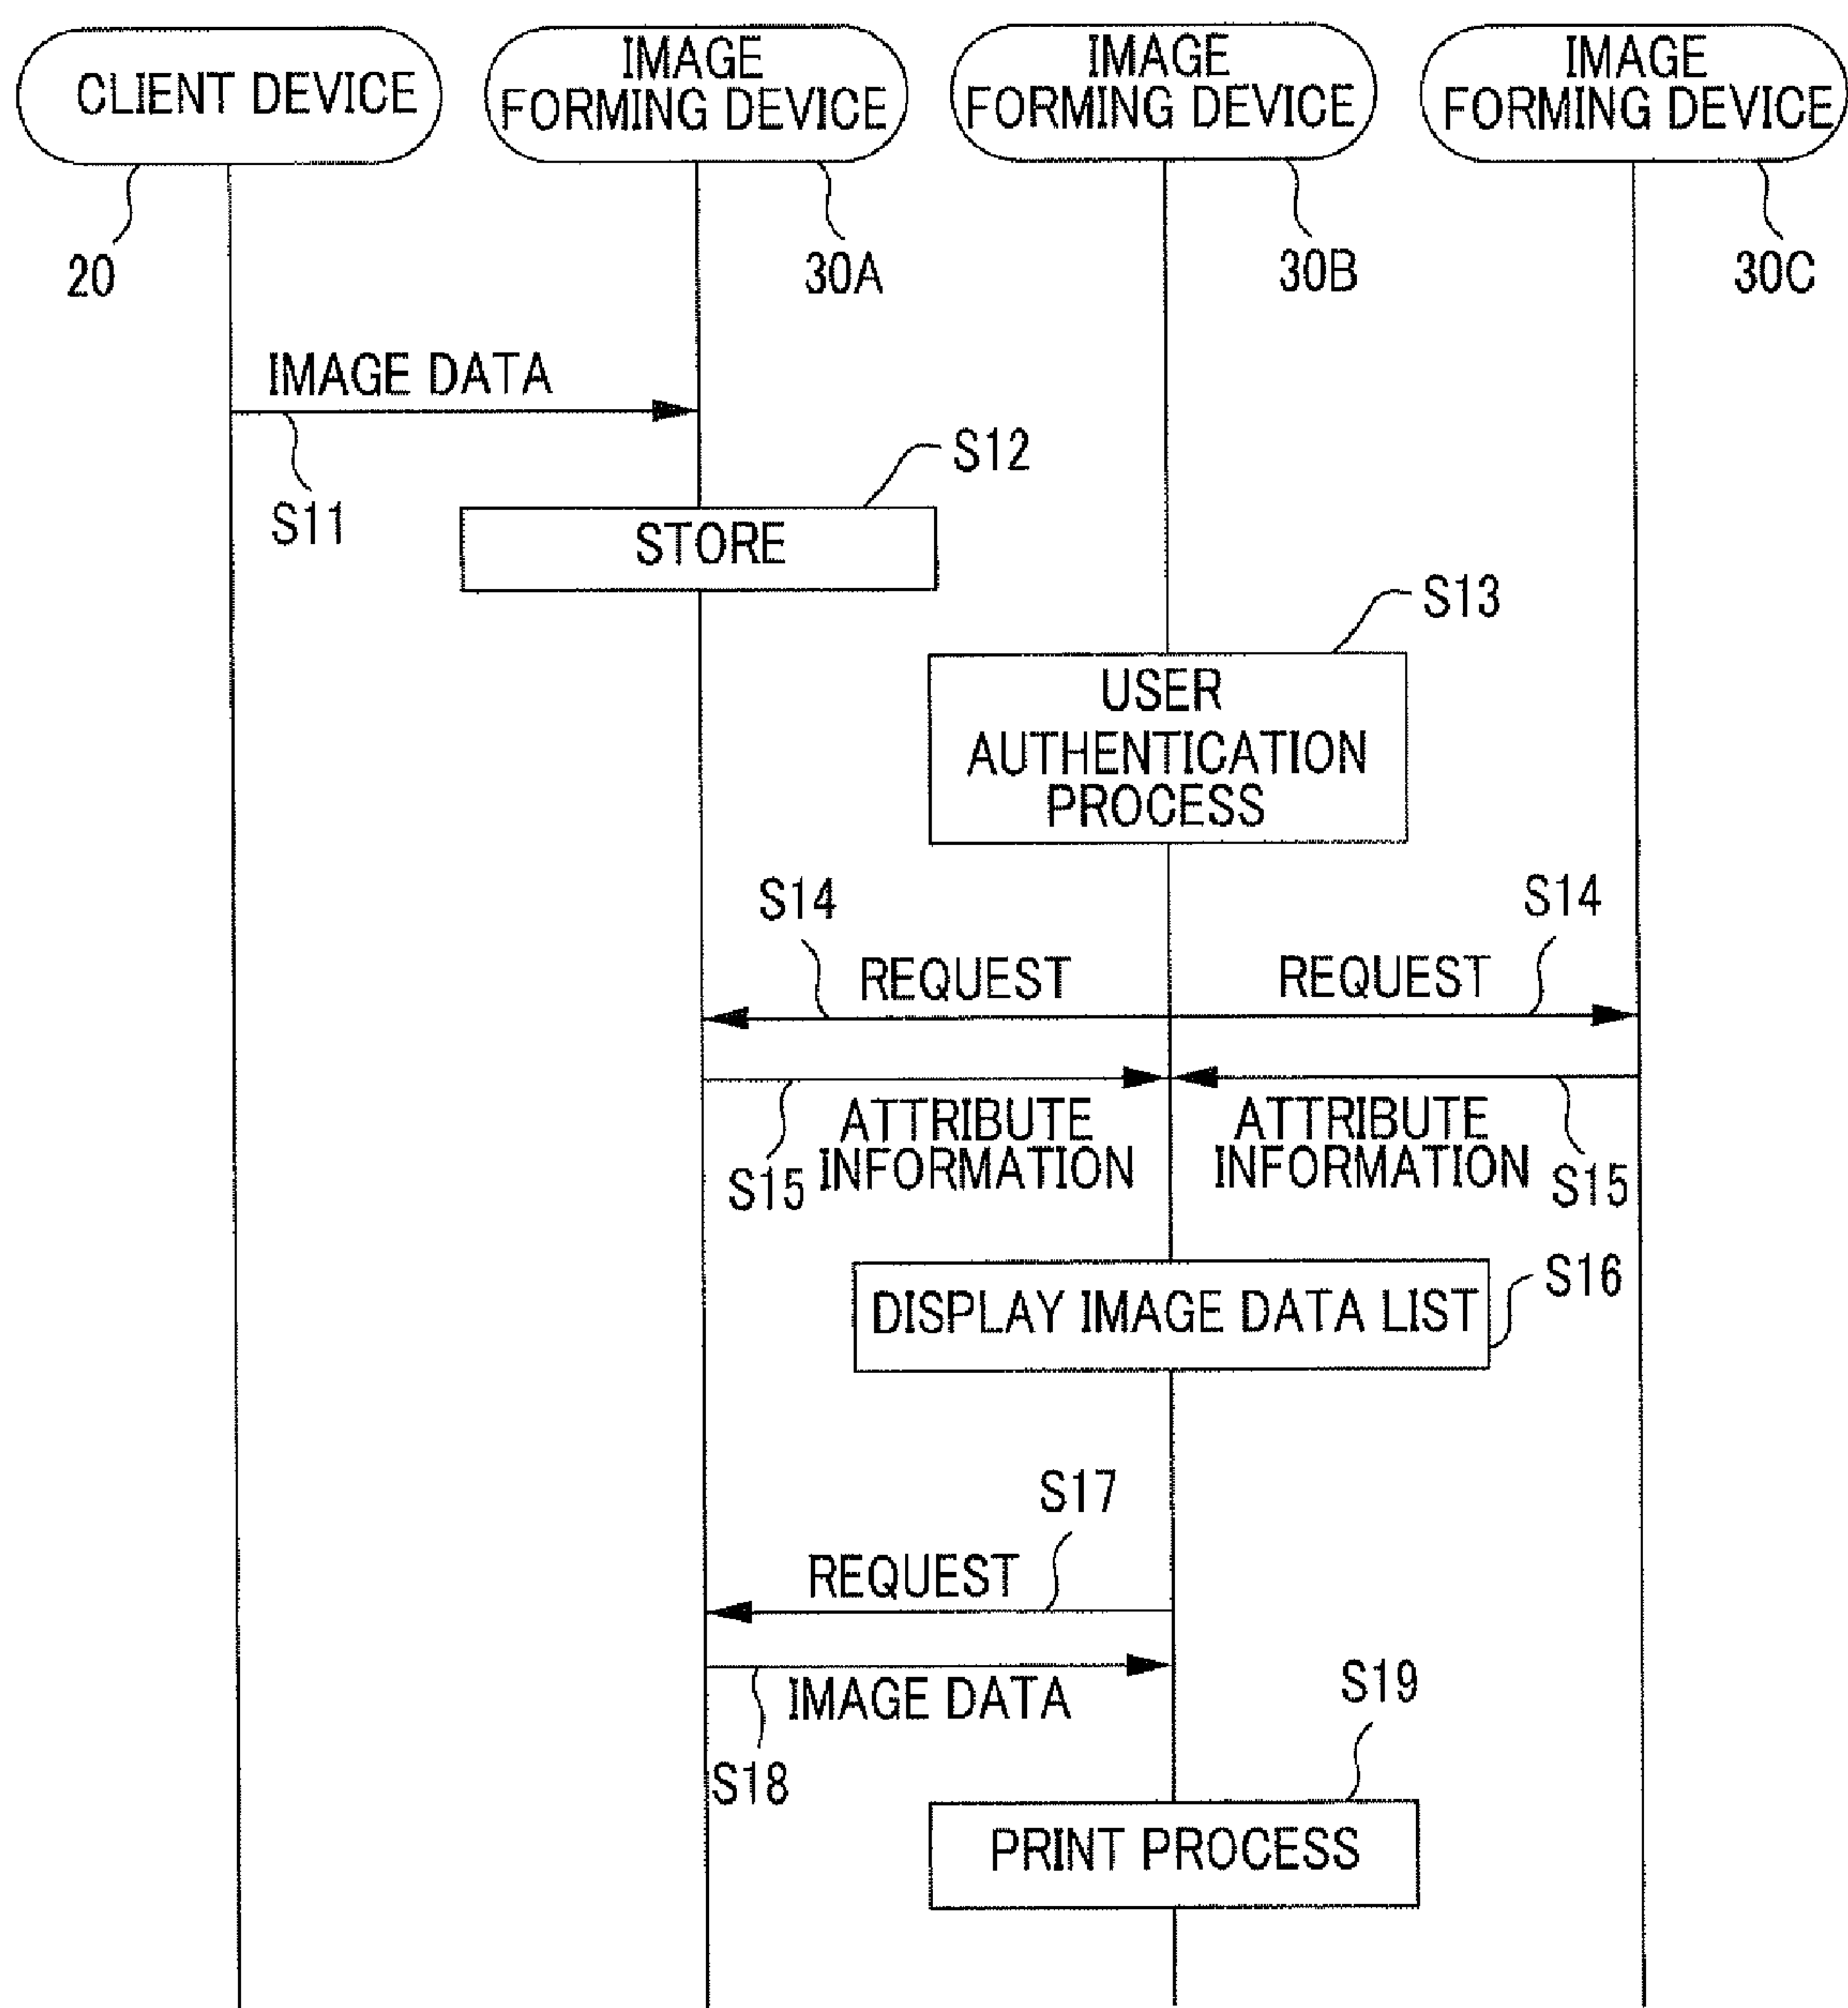 CLIENT DEVICE
IMAGE
FORMING DEVICE
IMAGE
FORMING DEVICE
IMAGE
FORMING DEVICE
20
30A
30B
30C
IMAGE DATA
S11
S12
STORE
S13
USER
AUTHENTICATION
PROCESS
S14
S14
REQUEST
REQUEST
ATTRIBUTE
INFORMATION
ATTRIBUTE
INFORMATION
S15
S15
S16
DISPLAY IMAGE DATA LIST
S17
REQUEST
IMAGE DATA
S18
S19
PRINT PROCESS